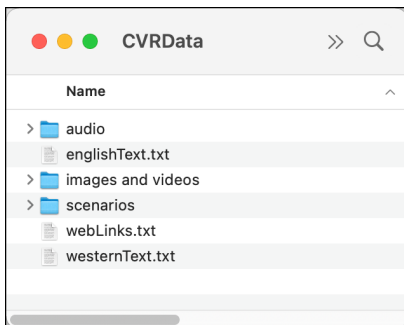 CVRData
Name
audio
englishText.txt
images and videos
scenarios
webLinks.txt
westernText.txt